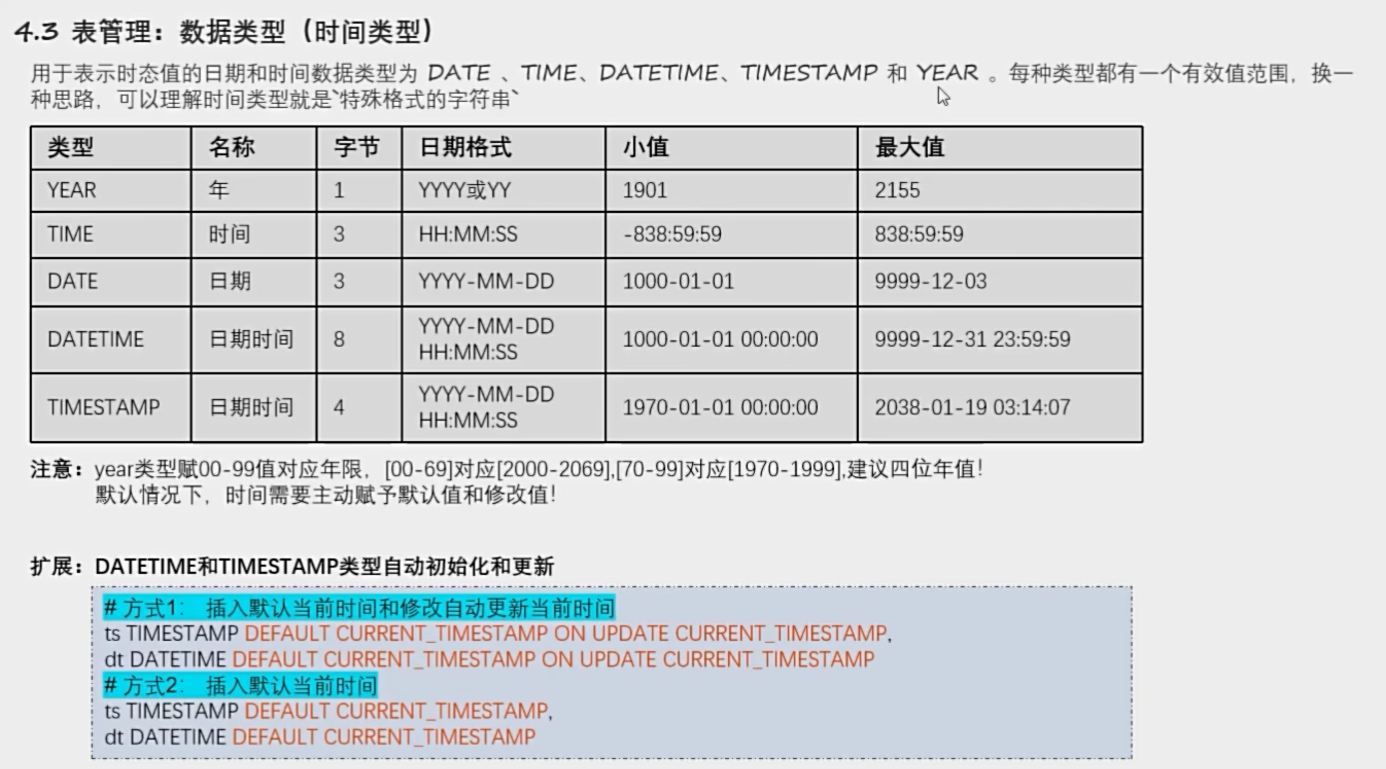 4.3 表管理：数据类型（时间类型）
用于表示时态值的日期和时间数据类型为 DATE 、TIME、DATETIME、TIMESTAMP 和 YEAR 。每种类型都有一个有效值范围，换一
种思路，可以理解时间类型就是`特殊格式的字符串`
类型 名称 字节 日期格式 小值 最大值
YEAR 年 1 YYYY或YY 1901 2155
TIME 时间 3 HH:MM:SS -838:59:59 838:59:59
DATE 日期 3 YYYY-MM-DD 1000-01-01 9999-12-03
DATETIME 日期时间 8 YYYY-MM-DD HH:MM:SS 1000-01-01 00:00:00 9999-12-31 23:59:59
TIMESTAMP 日期时间 4 YYYY-MM-DD HH:MM:SS 1970-01-01 00:00:00 2038-01-19 03:14:07
注意：year类型赋00-99值对应年限，[00-69]对应[2000-2069],[70-99]对应[1970-1999],建议四位年值！
默认情况下，时间需要主动赋予默认值和修改值！
扩展：DATETIME和TIMESTAMP类型自动初始化和更新
# 方式1： 插入默认当前时间和修改自动更新当前时间
ts TIMESTAMP DEFAULT CURRENT_TIMESTAMP ON UPDATE CURRENT_TIMESTAMP,
dt DATETIME DEFAULT CURRENT_TIMESTAMP ON UPDATE CURRENT_TIMESTAMP
# 方式2： 插入默认当前时间
ts TIMESTAMP DEFAULT CURRENT_TIMESTAMP,
dt DATETIME DEFAULT CURRENT_TIMESTAMP